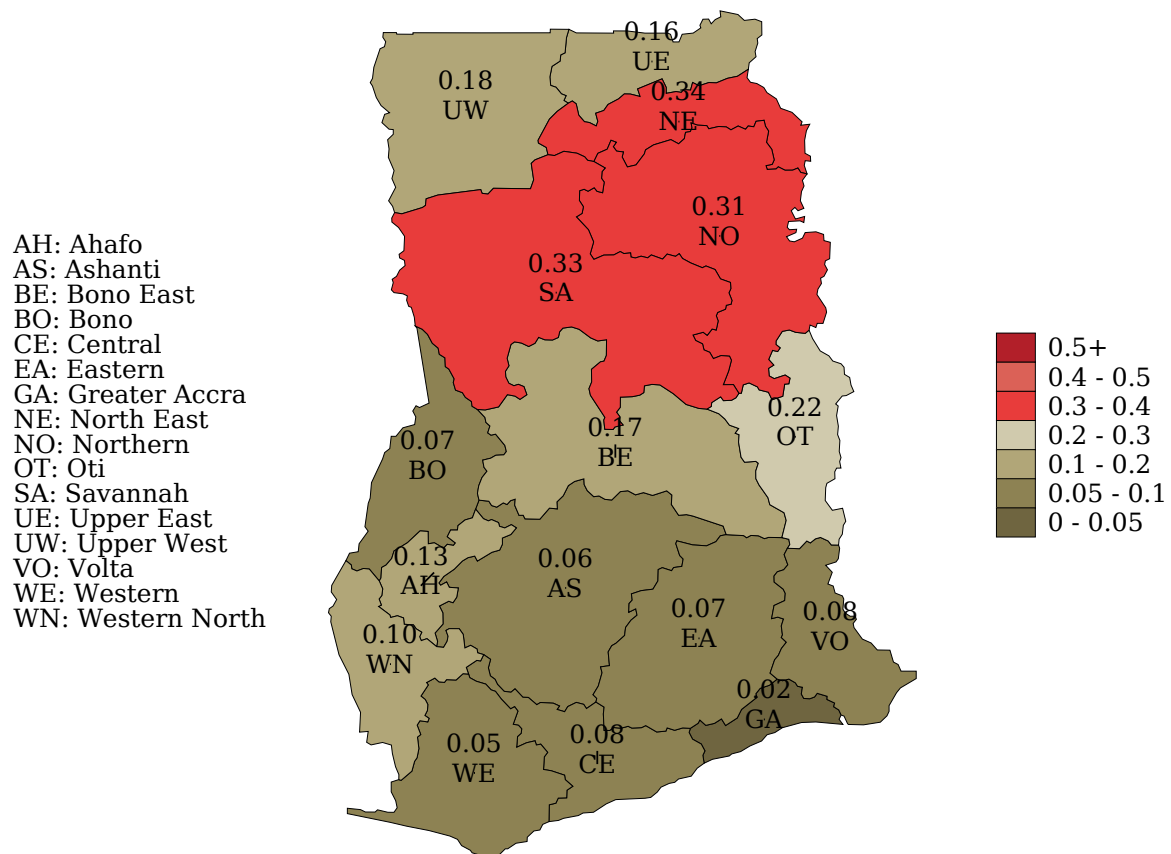 0.16
UE
0.18
UW
0.34
NE
0.31
NO
0.33
SA
AH: Ahafo
AS: Ashanti
BE: Bono East
BO: Bono
CE: Central
EA: Eastern
GA: Greater Accra
NE: North East
NO: Northern
OT: Oti
SA: Savannah
UE: Upper East
UW: Upper West
VO: Volta
WE: Western
WN: Western North
0.5+
0.4 - 0.5
0.3 - 0.4
0.2 - 0.3
0.1 - 0.2
0.05 - 0.1
0 - 0.05
0.22
OT
0.17
BE
0.07
BO
0.13
AH
0.06
AS
0.07
EA
0.08
VO
0.10
WN
0.02
GA
0.05
WE
0.08
CE